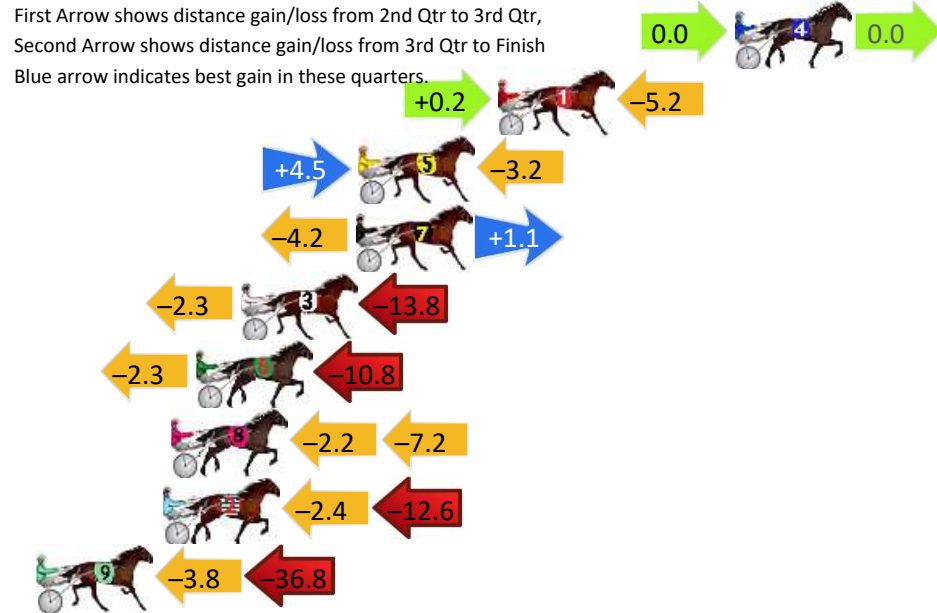 First Arrow shows distance gain/loss from 2nd Qtr to 3rd Qtr,
Second Arrow shows distance gain/loss from 3rd Qtr to Finish
Blue arrow indicates best gain in these quarters.
0.0 4 0.0
+0.2 1 –5.2
+4.5 5 –3.2
–4.2 7 +1.1
–2.3 3 –13.8
–2.3 –10.8
8 –2.2 –7.2
–2.4 –12.6
9 –3.8 –36.8